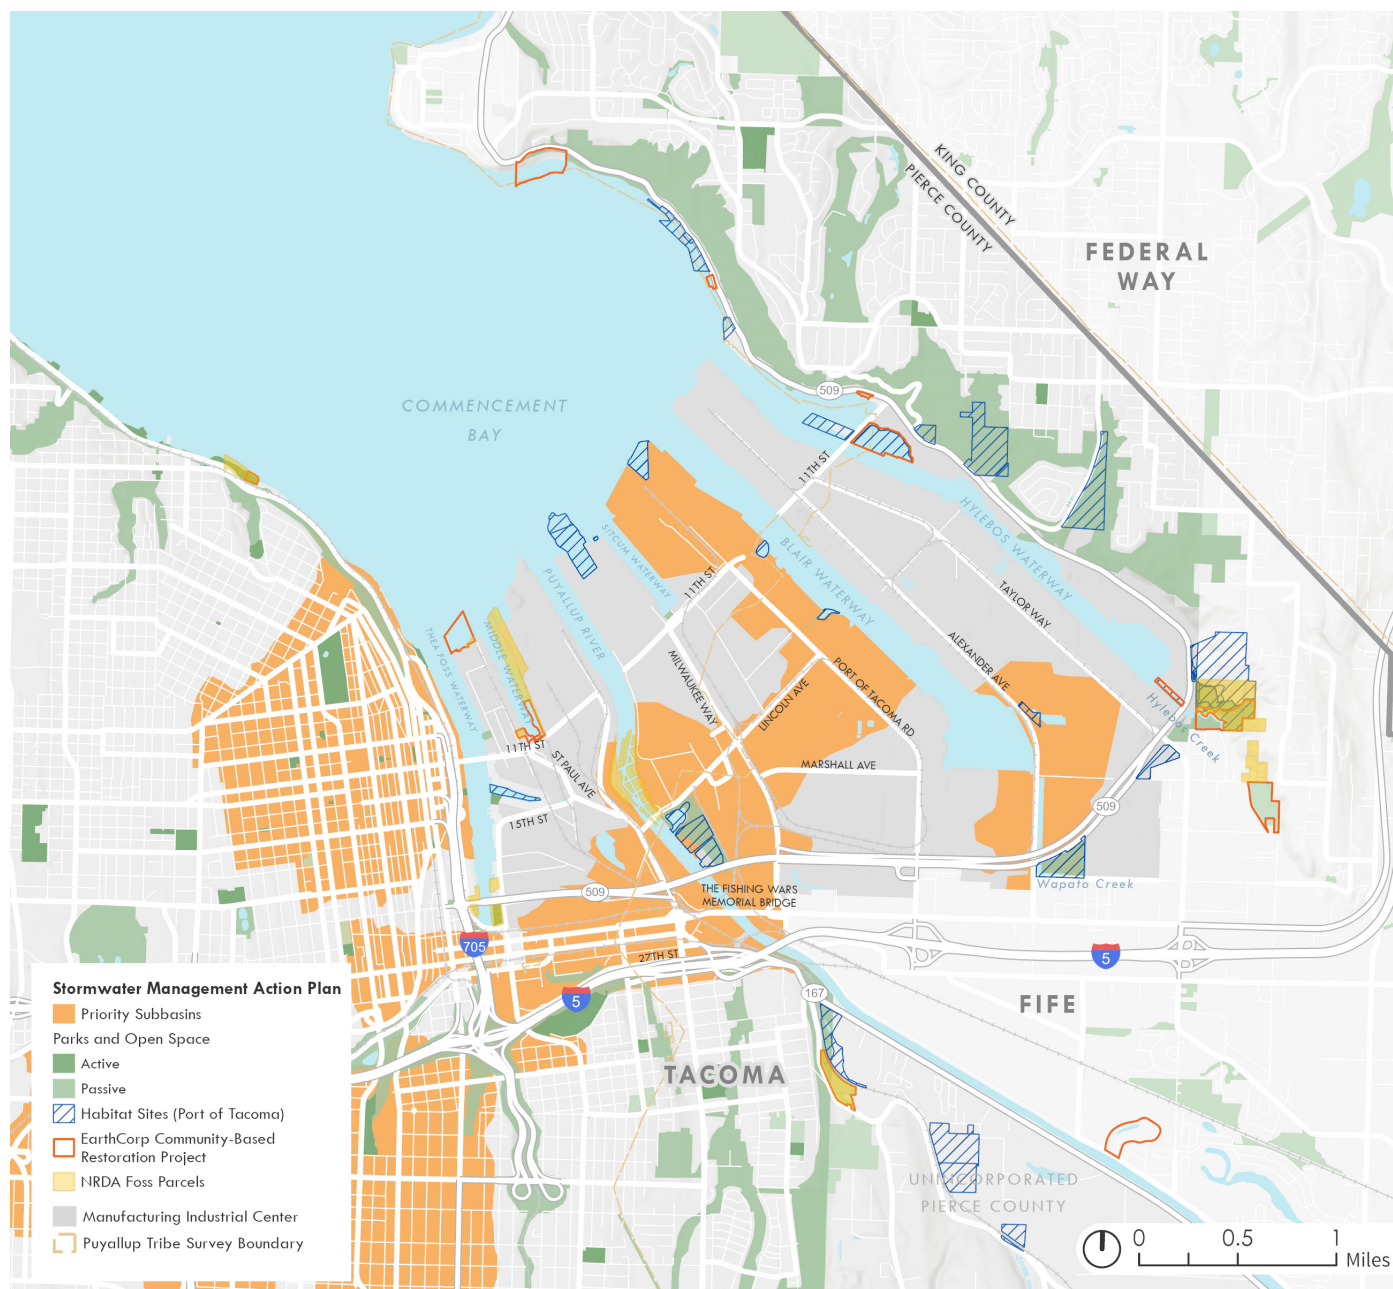 KING COUNTY
PIERCE COUNTY
FEDERAL
WAY
509
COMMENCEMENT
BAY
11TH ST
HYLEBOS WATERWAY
SITCUM WATERWAY
BLAIR WATERWAY
PUYALLUP RIVER
11TH ST
TAYLOR WAY
THEA FOSS WATERWAY
MIDDLE WATERWAY
ALEXANDER AVE
MILWAUKEE WAY
PORT OF TACOMA RD
LINCOLN AVE
Hylebos Creek
11TH ST
ST PAUL AVE
MARSHALL AVE
509
15TH ST
Wapato Creek
509
THE FISHING WARS
MEMORIAL BRIDGE
705
27TH ST
5
5
167
FIFE
TACOMA
UNINCORPORATED
PIERCE COUNTY
Stormwater Management Action Plan
Priority Subbasins
Parks and Open Space
Active
Passive
Habitat Sites (Port of Tacoma)
EarthCorp Community-Based
Restoration Project
NRDA Foss Parcels
Manufacturing Industrial Center
Puyallup Tribe Survey Boundary
0 0.5 1
Miles